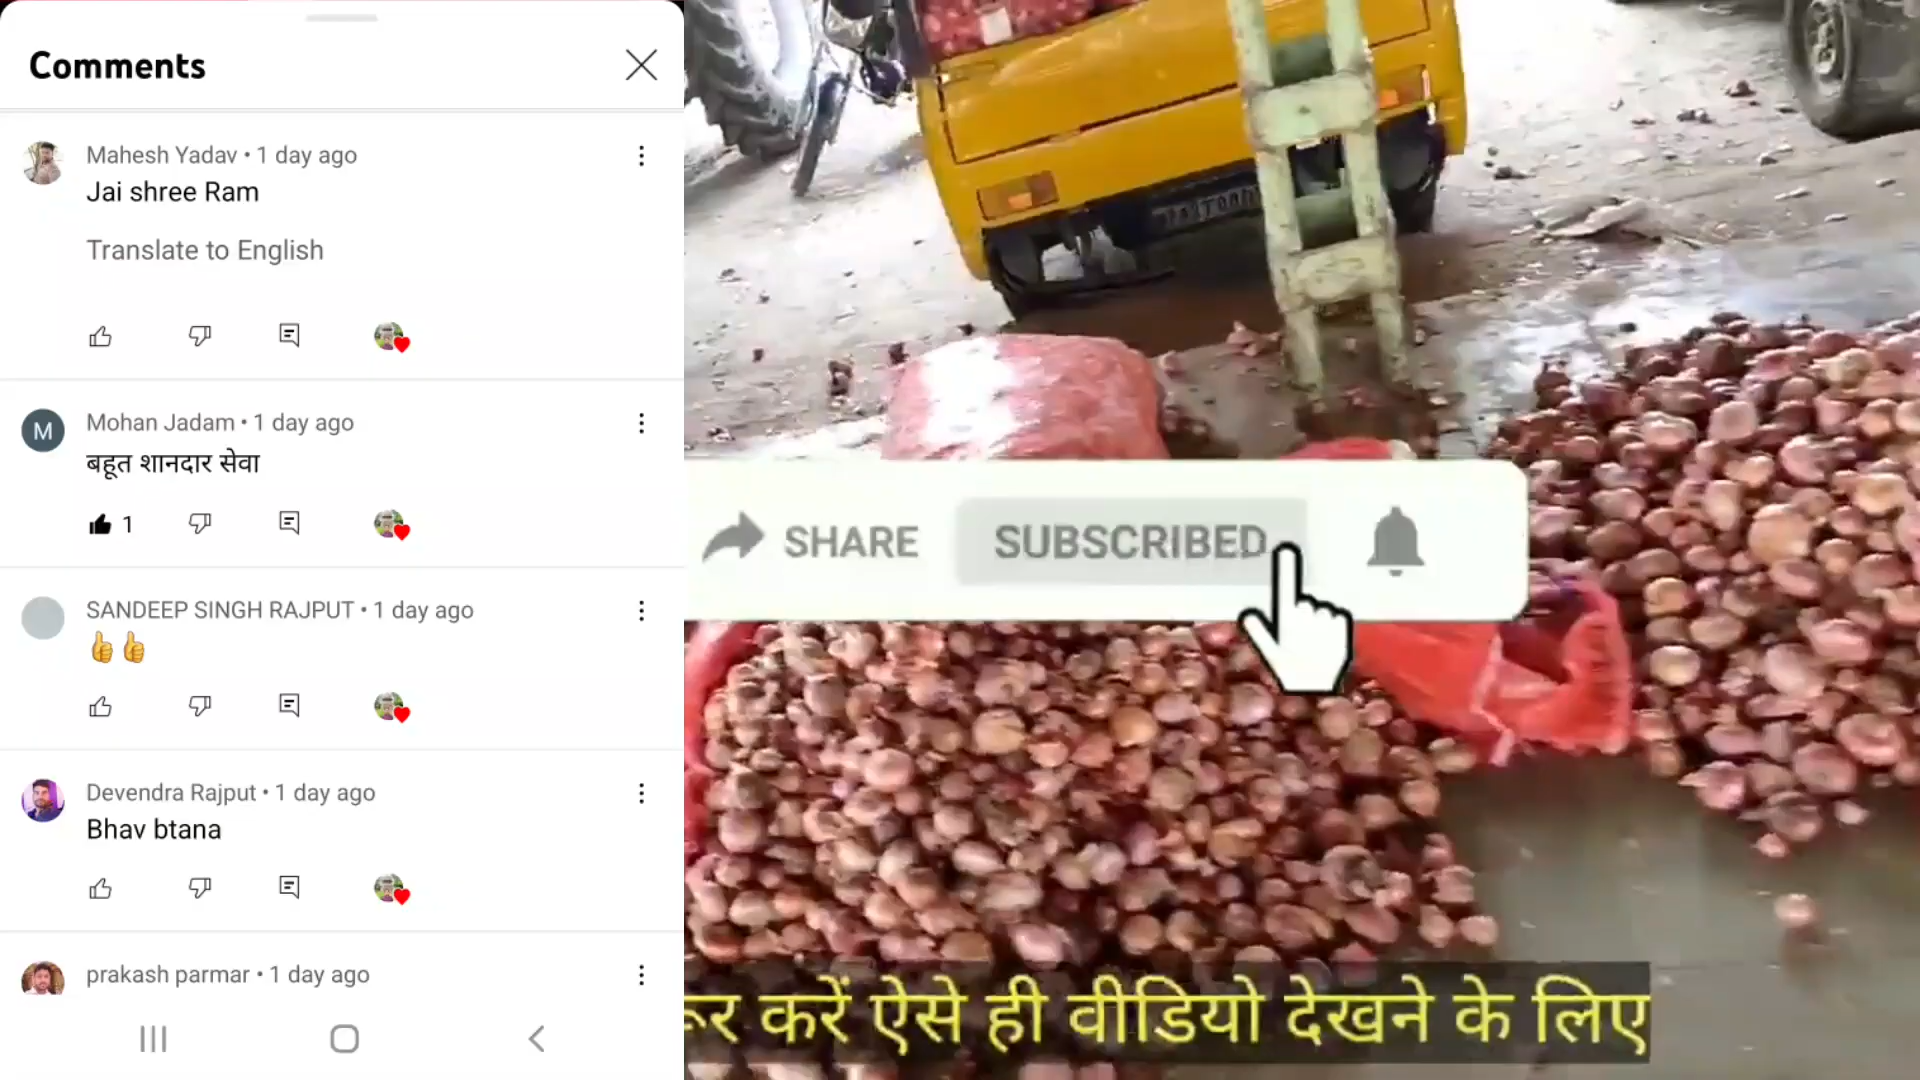 Comments
Mahesh Yadav • 1 day ago
Jai shree Ram
Translate to English
M
Mohan Jadam • 1 day ago
बहूत शानदार सेवा
1
SANDEEP SINGH RAJPUT • 1 day ago
👍👍
Devendra Rajput • 1 day ago
Bhav btana
prakash parmar • 1 day ago
SHARE
SUBSCRIBED
करें ऐसे ही वीडियो देखने के लिए